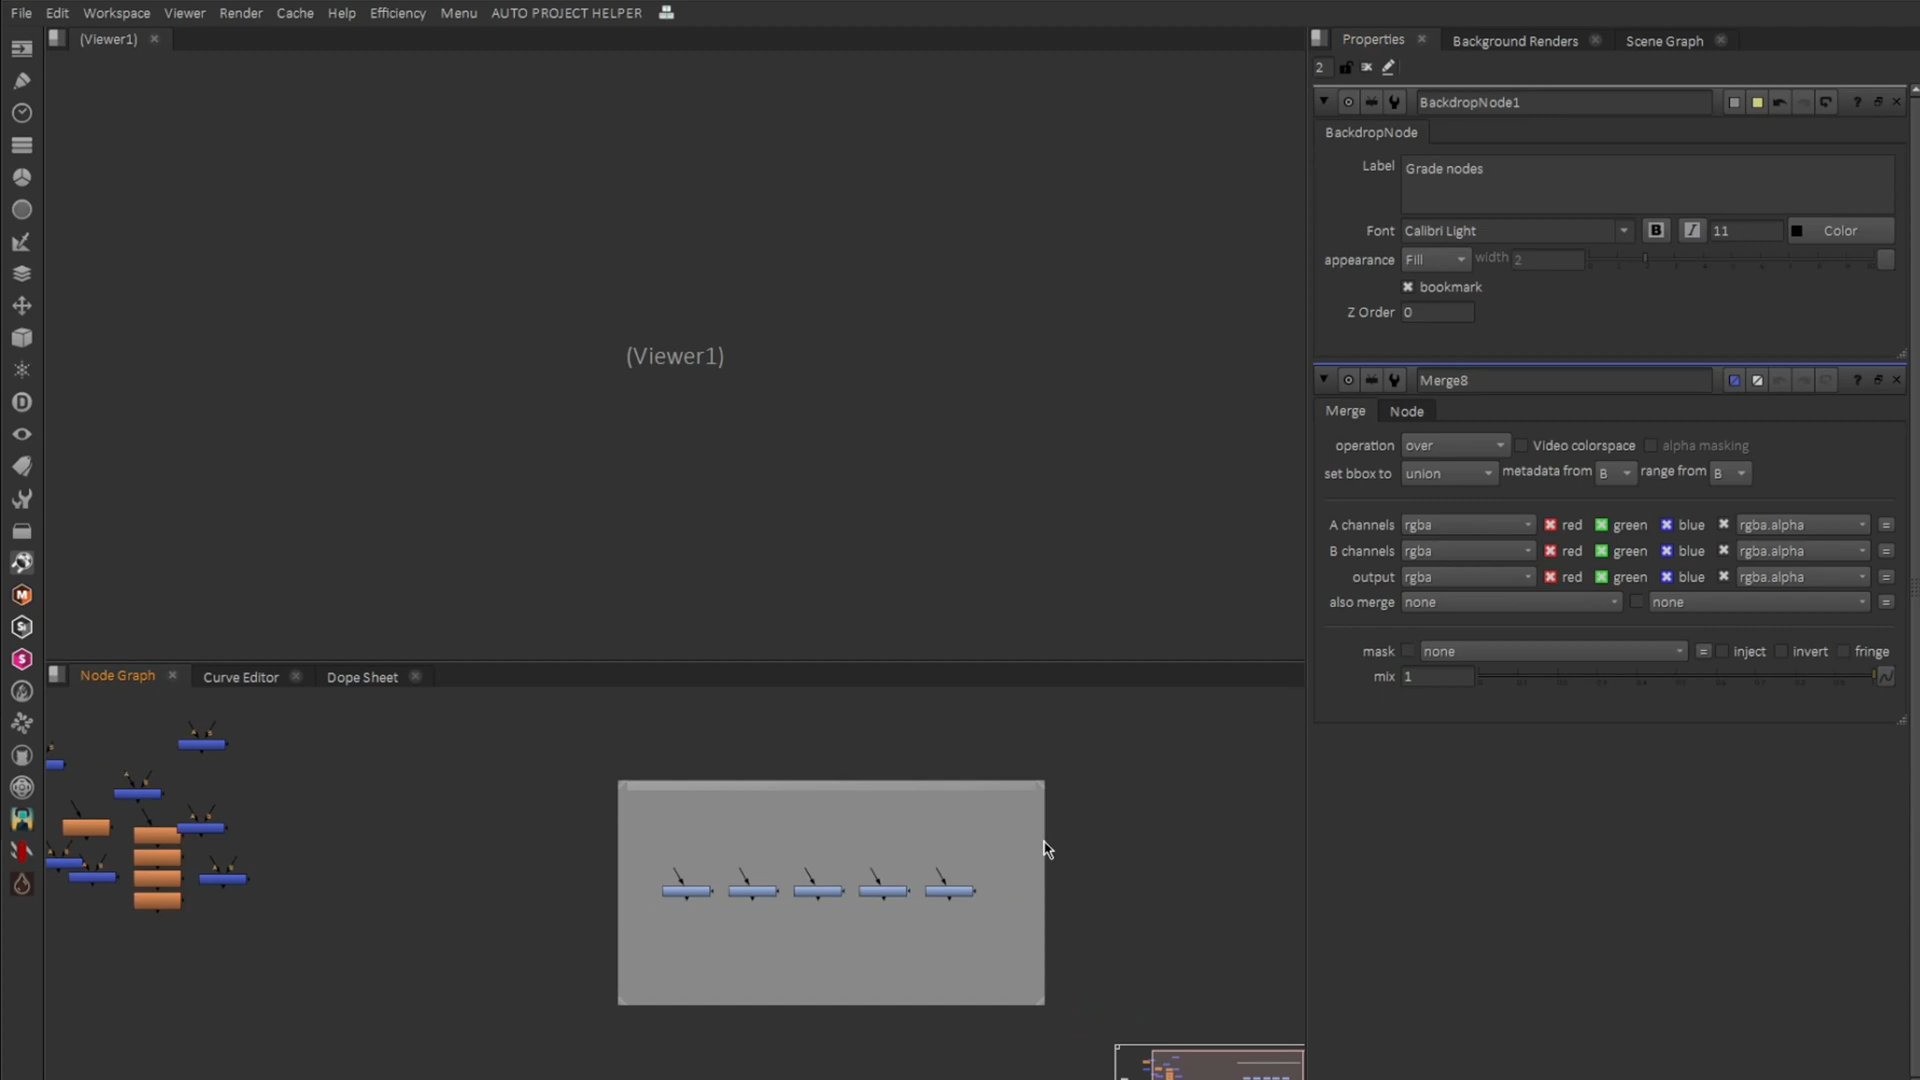 File Edit Workspace Viewer Render Cache Help Efficiency Menu AUTO PROJECT HELPER
(Viewer1)
Properties Background Renders Scene Graph
2
BackdropNode1 ?
BackdropNode
Label Grade nodes
Font Calibri Light B I 11 Color
appearance Fill width 2
bookmark
Z Order 0
(Viewer1)
Merge8 ?
Merge Node
operation over Video colorspace alpha masking
set bbox to union metadata from B range from B
A channels rgba red green blue rgba.alpha =
B channels rgba red green blue rgba.alpha =
output rgba red green blue rgba.alpha =
also merge none none =
mask none = inject invert fringe
mix 1
Node Graph Curve Editor Dope Sheet